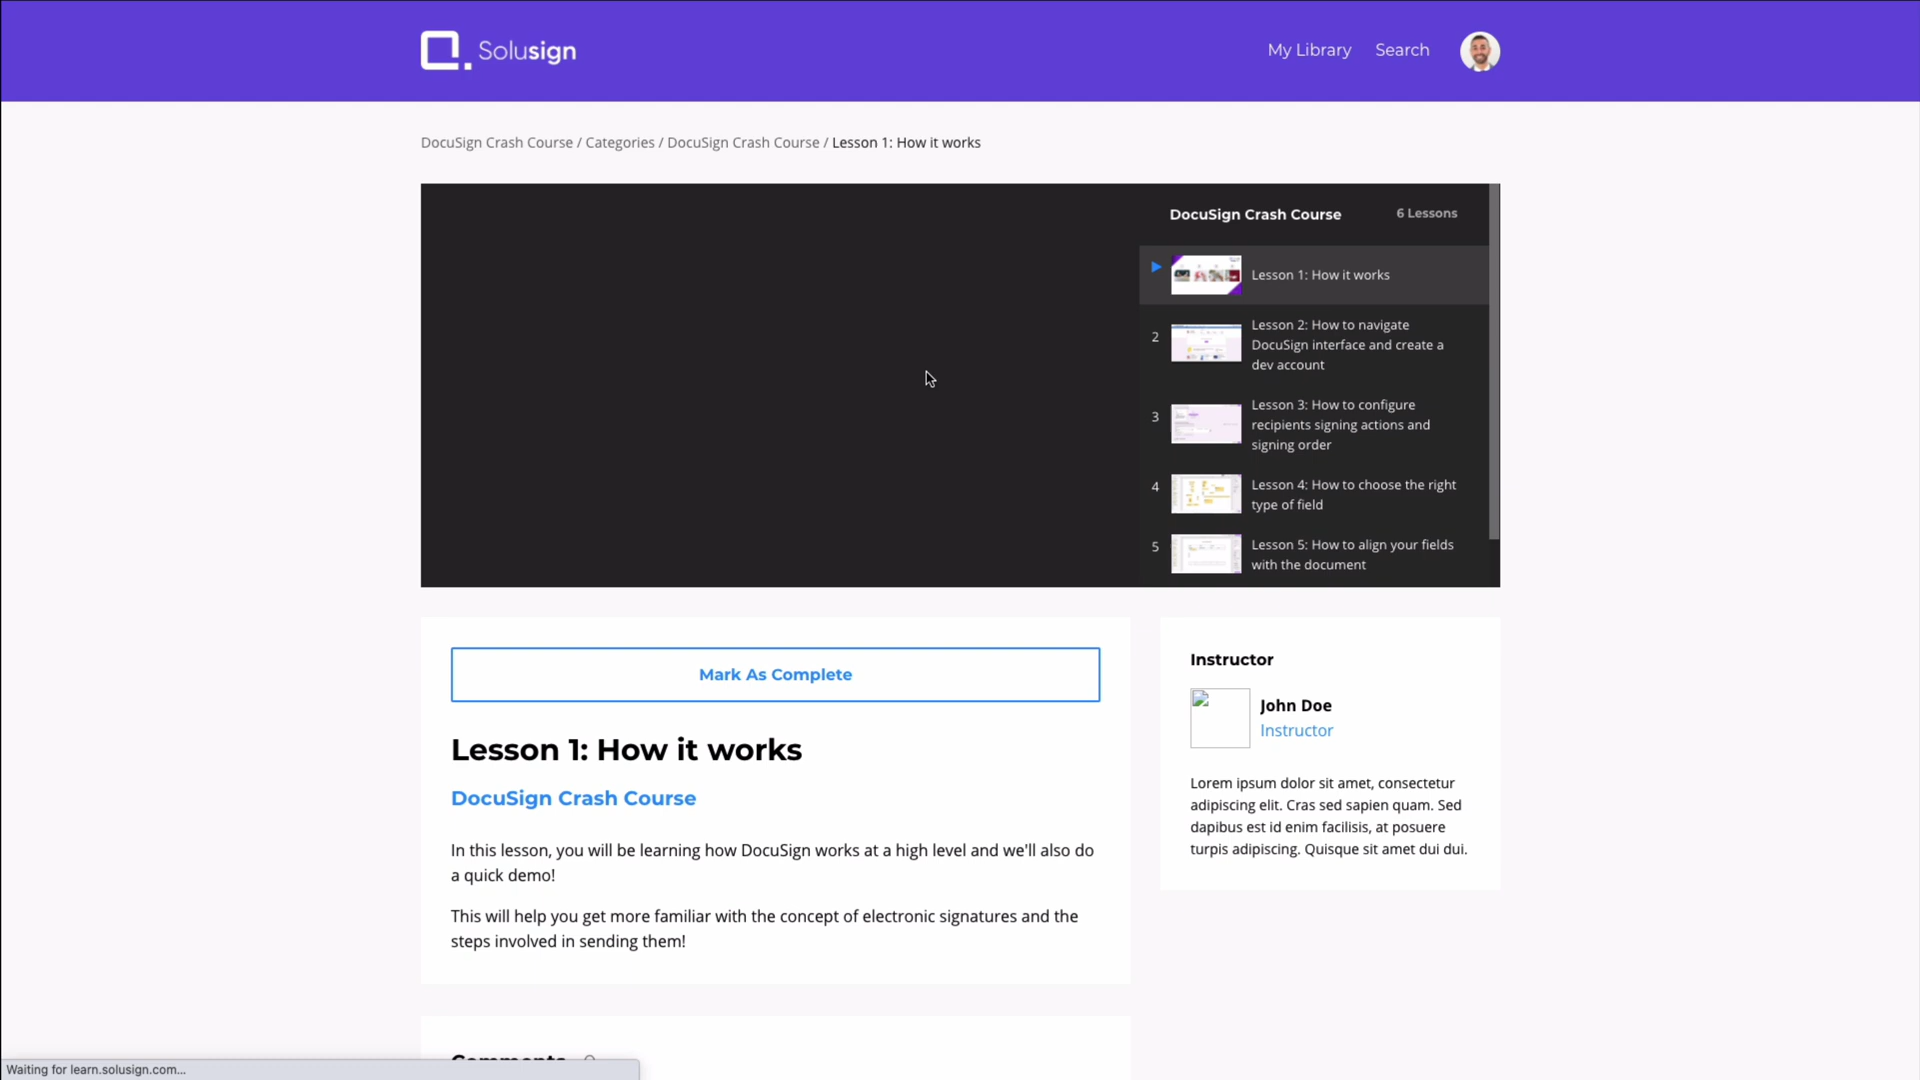 Solusign
My Library
Search
DocuSign Crash Course / Categories / DocuSign Crash Course / Lesson 1: How it works
DocuSign Crash Course
6 Lessons
Lesson 1: How it works
2
Lesson 2: How to navigate
DocuSign interface and create a
dev account
3
Lesson 3: How to configure
recipients signing actions and
signing order
4
Lesson 4: How to choose the right
type of field
5
Lesson 5: How to align your fields
with the document
Mark As Complete
Lesson 1: How it works
DocuSign Crash Course
In this lesson, you will be learning how DocuSign works at a high level and we'll also do
a quick demo!
This will help you get more familiar with the concept of electronic signatures and the
steps involved in sending them!
Instructor
John Doe
Instructor
Lorem ipsum dolor sit amet, consectetur
adipiscing elit. Cras sed sapien quam. Sed
dapibus est id enim facilisis, at posuere
turpis adipiscing. Quisque sit amet dui dui.
Comments
Waiting for learn.solusign.com...